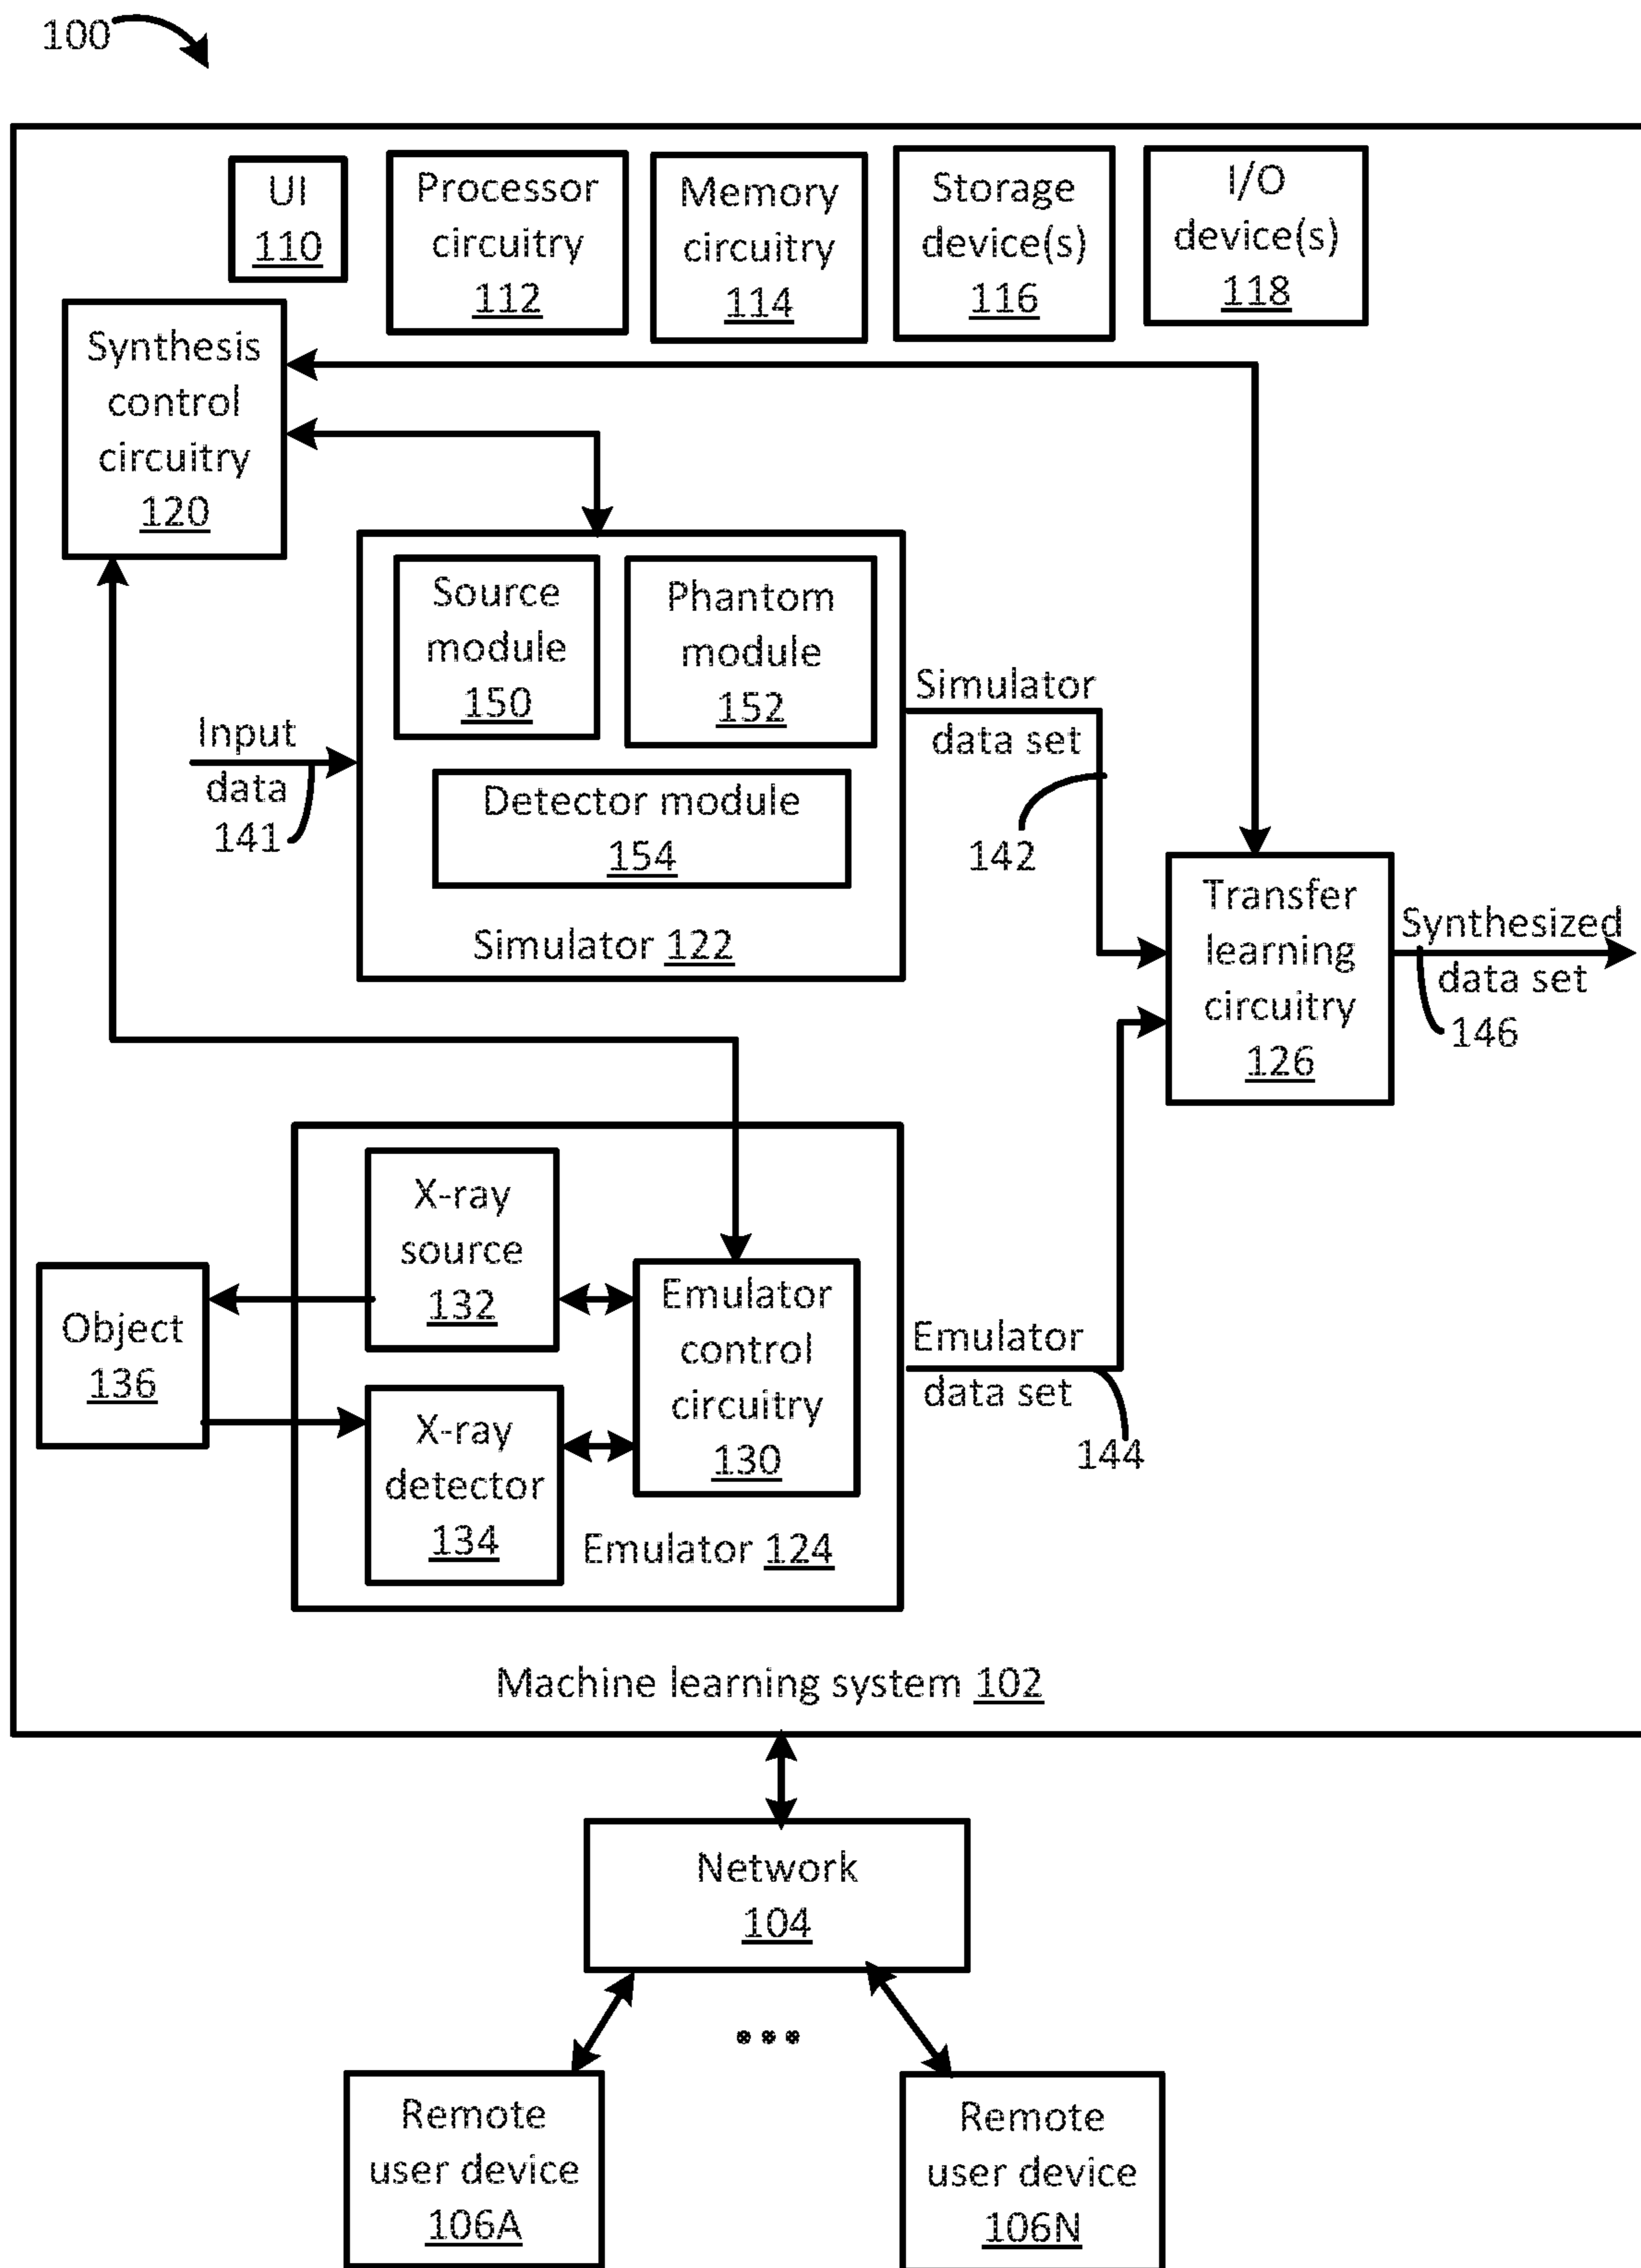 100
UI
110
Processor
circuitry
112
Memory
circuitry
114
Storage
device(s)
116
I/O
device(s)
118
Synthesis
control
circuitry
120
Source
module
150
Phantom
module
152
Input
data
141
Detector module
154
Simulator 122
Simulator
data set
142
Transfer
learning
circuitry
126
Synthesized
data set
146
X-ray
source
132
Emulator
control
circuitry
130
Object
136
X-ray
detector
134
Emulator 124
Emulator
data set
144
Machine learning system 102
Network
104
Remote
user device
106A
Remote
user device
106N